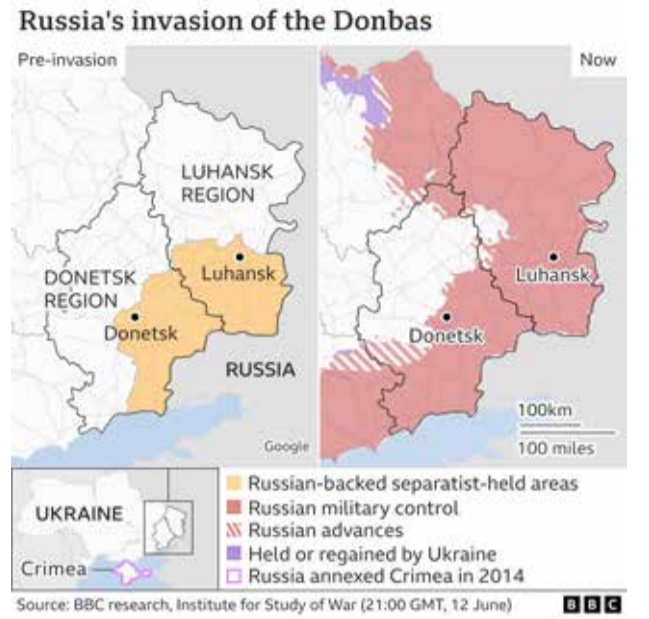 Russia's invasion of the Donbas
Pre-invasion
Now
LUHANSK
REGION
DONETSK
REGION
Luhansk
Donetsk
RUSSIA
Google
Luhansk
Donetsk
100km
100 miles
UKRAINE
Crimea
Russian-backed separatist-held areas
Russian military control
Russian advances
Held or regained by Ukraine
Russia annexed Crimea in 2014
Source: BBC research, Institute for Study of War (21:00 GMT, 12 June)
BBC